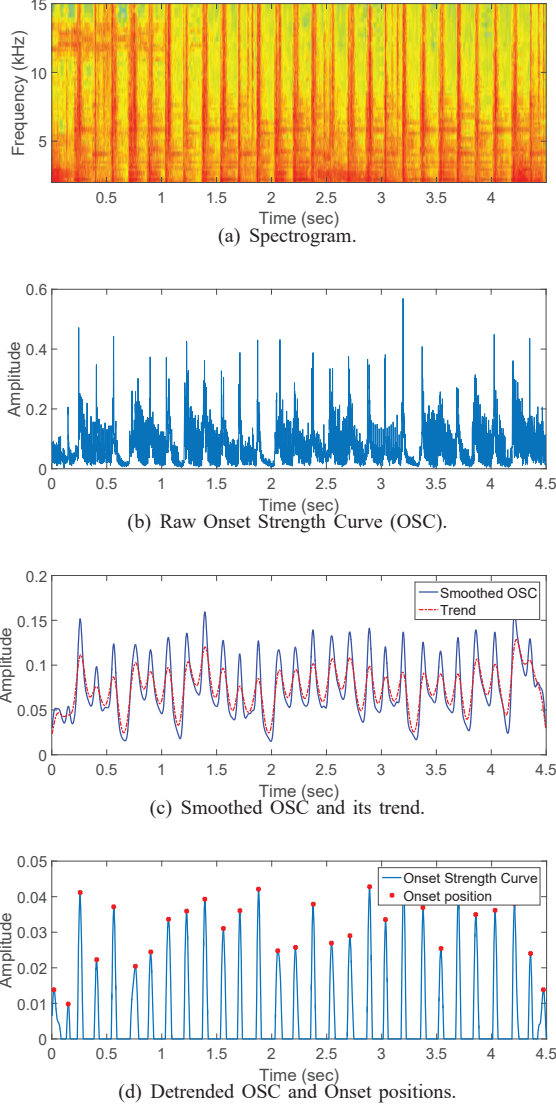 15
10
5
Frequency (kHz)
0.5 1 1.5 2 2.5 3 3.5 4 4.5
Time (sec)
(a) Spectrogram.
0.6
0.4
0.2
0
Amplitude
0 0.5 1 1.5 2 2.5 3 3.5 4 4.5
Time (sec)
(b) Raw Onset Strength Curve (OSC).
0.2
0.15
0.1
0.05
0
Amplitude
Smoothed OSC
Trend
0 0.5 1 1.5 2 2.5 3 3.5 4 4.5
Time (sec)
(c) Smoothed OSC and its trend.
0.05
0.04
0.03
0.02
0.01
0
Amplitude
Onset Strength Curve
Onset position
0 0.5 1 1.5 2 2.5 3 3.5 4 4.5
Time (sec)
(d) Detrended OSC and Onset positions.